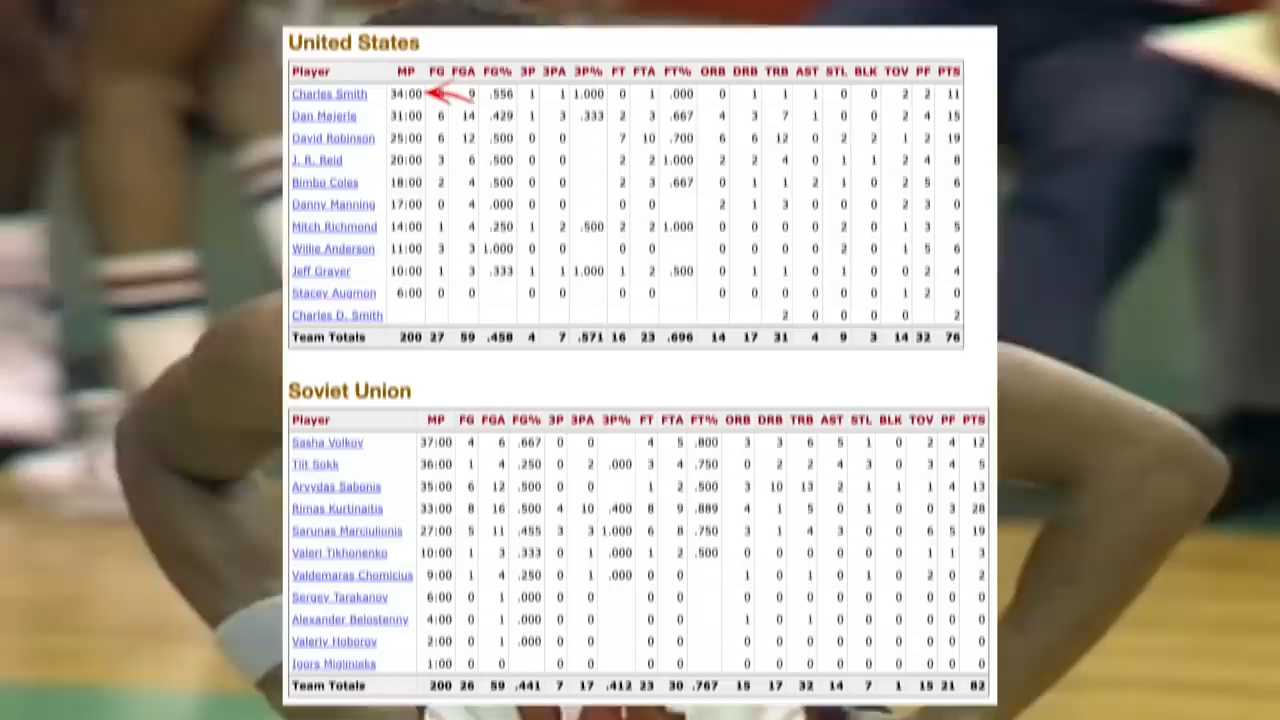 United States
Player MP FG FGA FG% 3P 3PA 3P% FT FTA FT% ORB DRB TRB AST STL BLK TOV PF PTS
Charles Smith 34:00 9 .556 1 1 1.000 0 1 .000 0 1 1 1 0 0 2 2 11
Dan Majerle 31:00 6 14 .429 1 3 .333 2 3 .667 4 3 7 1 0 0 2 4 15
David Robinson 25:00 6 12 .500 0 0 7 10 .700 6 6 12 0 2 2 1 2 19
J. R. Reid 20:00 3 6 .500 0 0 2 2 1.000 2 2 4 0 1 1 2 4 8
Bimbo Coles 18:00 2 4 .500 0 0 2 3 .667 0 1 1 2 1 0 2 5 6
Danny Manning 17:00 0 4 .000 0 0 0 0 2 1 3 0 0 0 2 3 0
Mitch Richmond 14:00 1 4 .250 1 2 .500 2 2 1.000 0 0 0 0 2 0 1 3 5
Willie Anderson 11:00 3 3 1.000 0 0 0 0 0 0 0 0 2 0 1 5 6
Jeff Grayer 10:00 1 3 .333 1 1 1.000 1 2 .500 0 1 1 0 1 0 0 2 4
Stacey Augmon 6:00 0 0 0 0 0 0 0 0 0 0 0 0 1 2 0
Charles D. Smith 2 0 0 0 0 2
Team Totals 200 27 59 .458 4 7 .571 16 23 .696 14 17 31 4 9 3 14 32 76
Soviet Union
Player MP FG FGA FG% 3P 3PA 3P% FT FTA FT% ORB DRB TRB AST STL BLK TOV PF PTS
Sasha Volkov 37:00 4 6 .667 0 0 4 5 .800 3 3 6 5 1 0 2 4 12
Tiit Sokk 36:00 1 4 .250 0 2 .000 3 4 .750 0 2 2 4 3 0 3 4 5
Arvydas Sabonis 35:00 6 12 .500 0 0 1 2 .500 3 10 13 2 1 1 1 4 13
Rimas Kurtinaitis 33:00 8 16 .500 4 10 .400 8 9 .889 4 1 5 0 1 0 0 3 28
Sarunas Marciulionis 27:00 5 11 .455 3 3 1.000 6 8 .750 3 1 4 3 0 0 6 5 19
Valeri Tikhonenko 10:00 1 3 .333 0 1 .000 1 2 .500 0 0 0 0 0 0 1 1 3
Valdemaras Chomicius 9:00 1 4 .250 0 1 .000 0 0 1 0 1 0 1 0 2 0 2
Sergey Tarakanov 6:00 0 1 .000 0 0 0 0 0 0 0 0 0 0 0 0 0
Alexander Belostenny 4:00 0 1 .000 0 0 0 0 1 0 1 0 0 0 0 0 0
Valeriy Hoborov 2:00 0 1 .000 0 0 0 0 0 0 0 0 0 0 0 0 0
Igors Miglinieks 1:00 0 0 0 0 0 0 0 0 0 0 0 0 0 0 0
Team Totals 200 26 59 .441 7 17 .412 23 30 .767 15 17 32 14 7 1 15 21 82